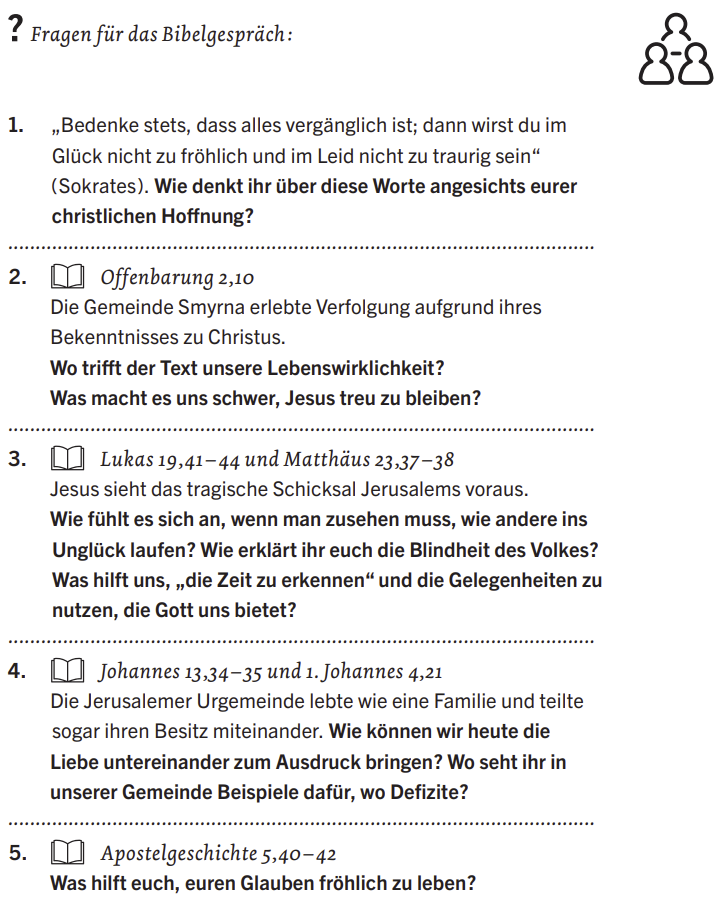 ? Fragen für das Bibelgespräch:
1. „Bedenke stets, dass alles vergänglich ist; dann wirst du im
Glück nicht zu fröhlich und im Leid nicht zu traurig sein“
(Sokrates). Wie denkt ihr über diese Worte angesichts eurer
christlichen Hoffnung?
2. Offenbarung 2,10
Die Gemeinde Smyrna erlebte Verfolgung aufgrund ihres
Bekenntnisses zu Christus.
Wo trifft der Text unsere Lebenswirklichkeit?
Was macht es uns schwer, Jesus treu zu bleiben?
3. Lukas 19,41–44 und Matthäus 23,37–38
Jesus sieht das tragische Schicksal Jerusalems voraus.
Wie fühlt es sich an, wenn man zusehen muss, wie andere ins
Unglück laufen? Wie erklärt ihr euch die Blindheit des Volkes?
Was hilft uns, „die Zeit zu erkennen“ und die Gelegenheiten zu
nutzen, die Gott uns bietet?
4. Johannes 13,34–35 und 1. Johannes 4,21
Die Jerusalemer Urgemeinde lebte wie eine Familie und teilte
sogar ihren Besitz miteinander. Wie können wir heute die
Liebe untereinander zum Ausdruck bringen? Wo seht ihr in
unserer Gemeinde Beispiele dafür, wo Defizite?
5. Apostelgeschichte 5,40–42
Was hilft euch, euren Glauben fröhlich zu leben?